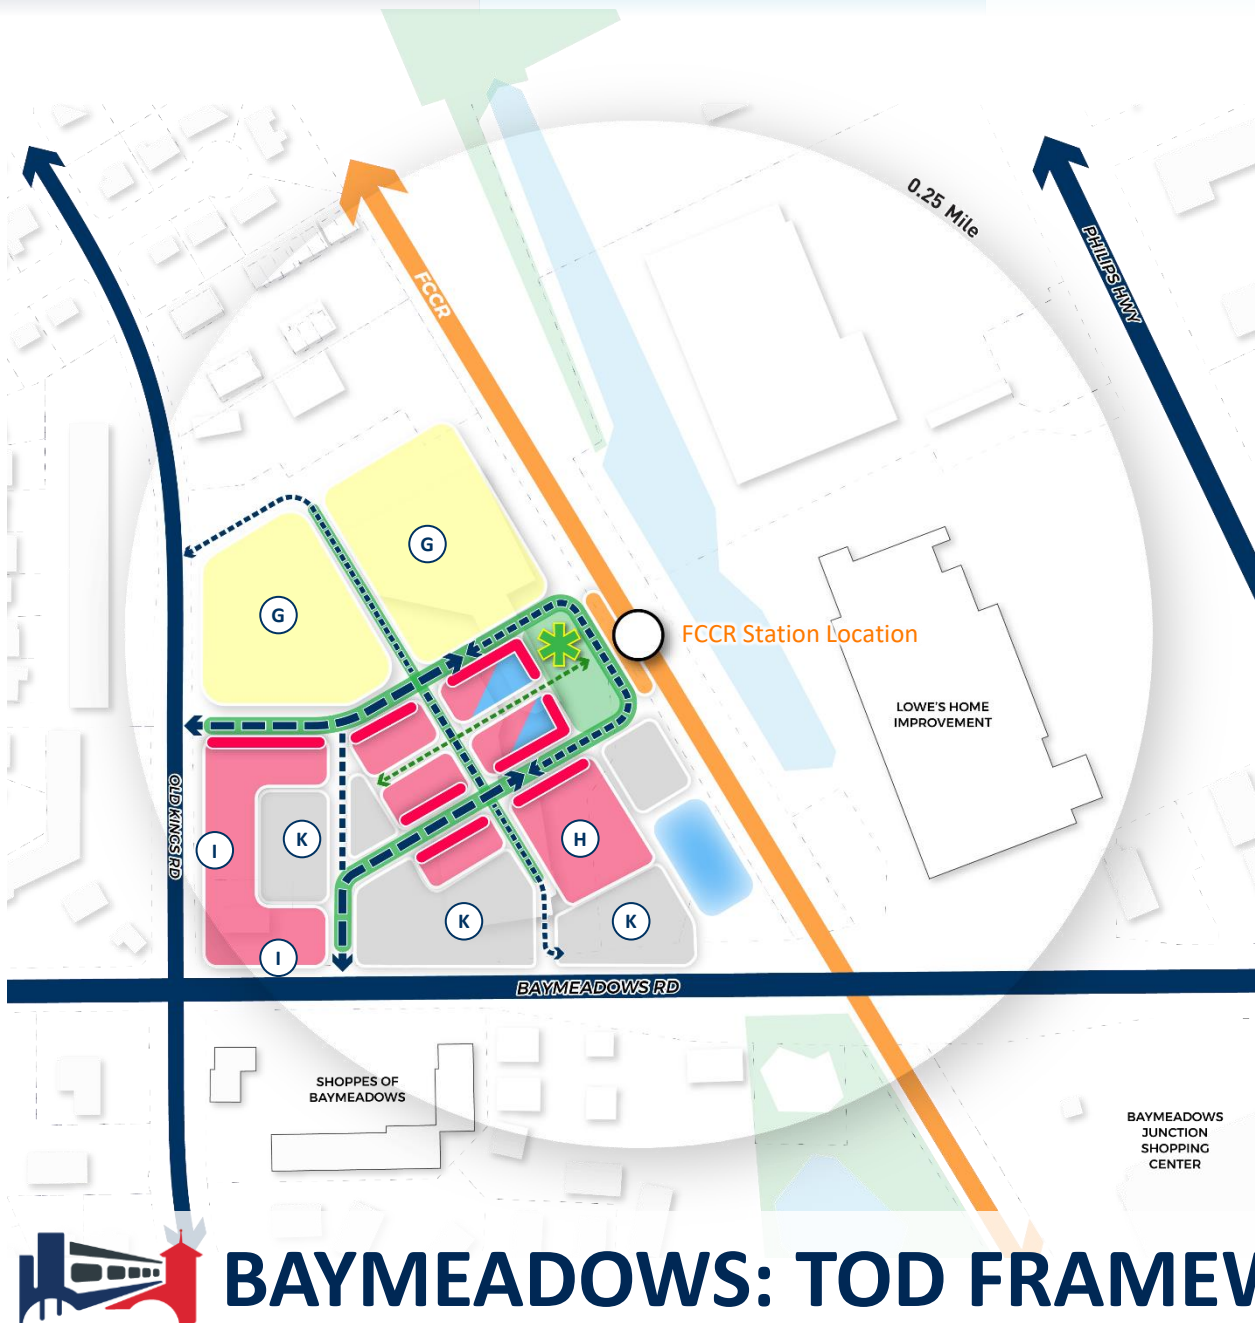 0.25 Mile
PHILIPS HWY
FCCR
G
G
FCCR Station Location
LOWE'S HOME
IMPROVEMENT
OLD KINGS RD
I
K
H
K
K
I
BAYMEADOWS RD
SHOPPES OF
BAYMEADOWS
BAYMEADOWS
JUNCTION
SHOPPING
CENTER
BAYMEADOWS: TOD FRAMEW